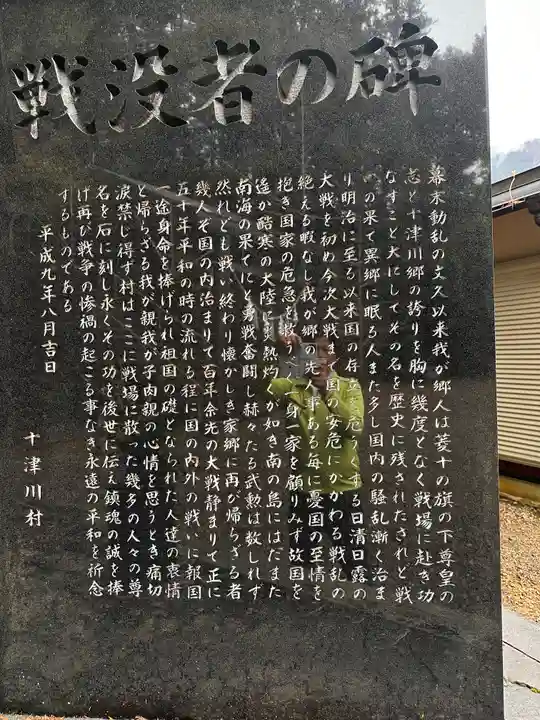 戦没者の碑
幕末動乱の文久以来我が郷人は菱十の旗の下尊皇の
志と十津川郷の誇りを胸に幾度となく戦場に赴き功
なすこと大にしてその名を歴史に残されたされど戦
の果て異郷に眠る人また多し国内の騒乱漸く治ま
り明治に至る以来国の存立を危うくする日清日露の
大戦を初め今次大戦まで国の安危にかかわる戦乱の
絶える暇なし我が郷の先人事ある毎に憂国の至情を
抱き国家の危急を救う 一身一家を顧りみず故国を
遥か酷寒の大陸に 熱灼くが如き南の島にはたまた
南海の果てにと勇戦奮闘し赫々たる武勲は数しれず
然れども戦い終わり懐かしき家郷に再び帰らざる者
幾人ぞ国の内治まりて百年余先の大戦静まりて正に
五十年平和の時の流れる程に国の内外の戦いに報国
一途身命を捧げられ祖国の礎となられた人達の衷情
と帰らざる我が親我が子肉親の心情を思うとき痛切
涙禁じ得ず村はここに戦場に散った幾多の人々の尊
名を石に刻し永くその功を後世に伝え鎮魂の誠を捧
げ再び戦争の惨禍の起こる事なき永遠の平和を祈念
するものである
平成九年八月吉日
十津川村